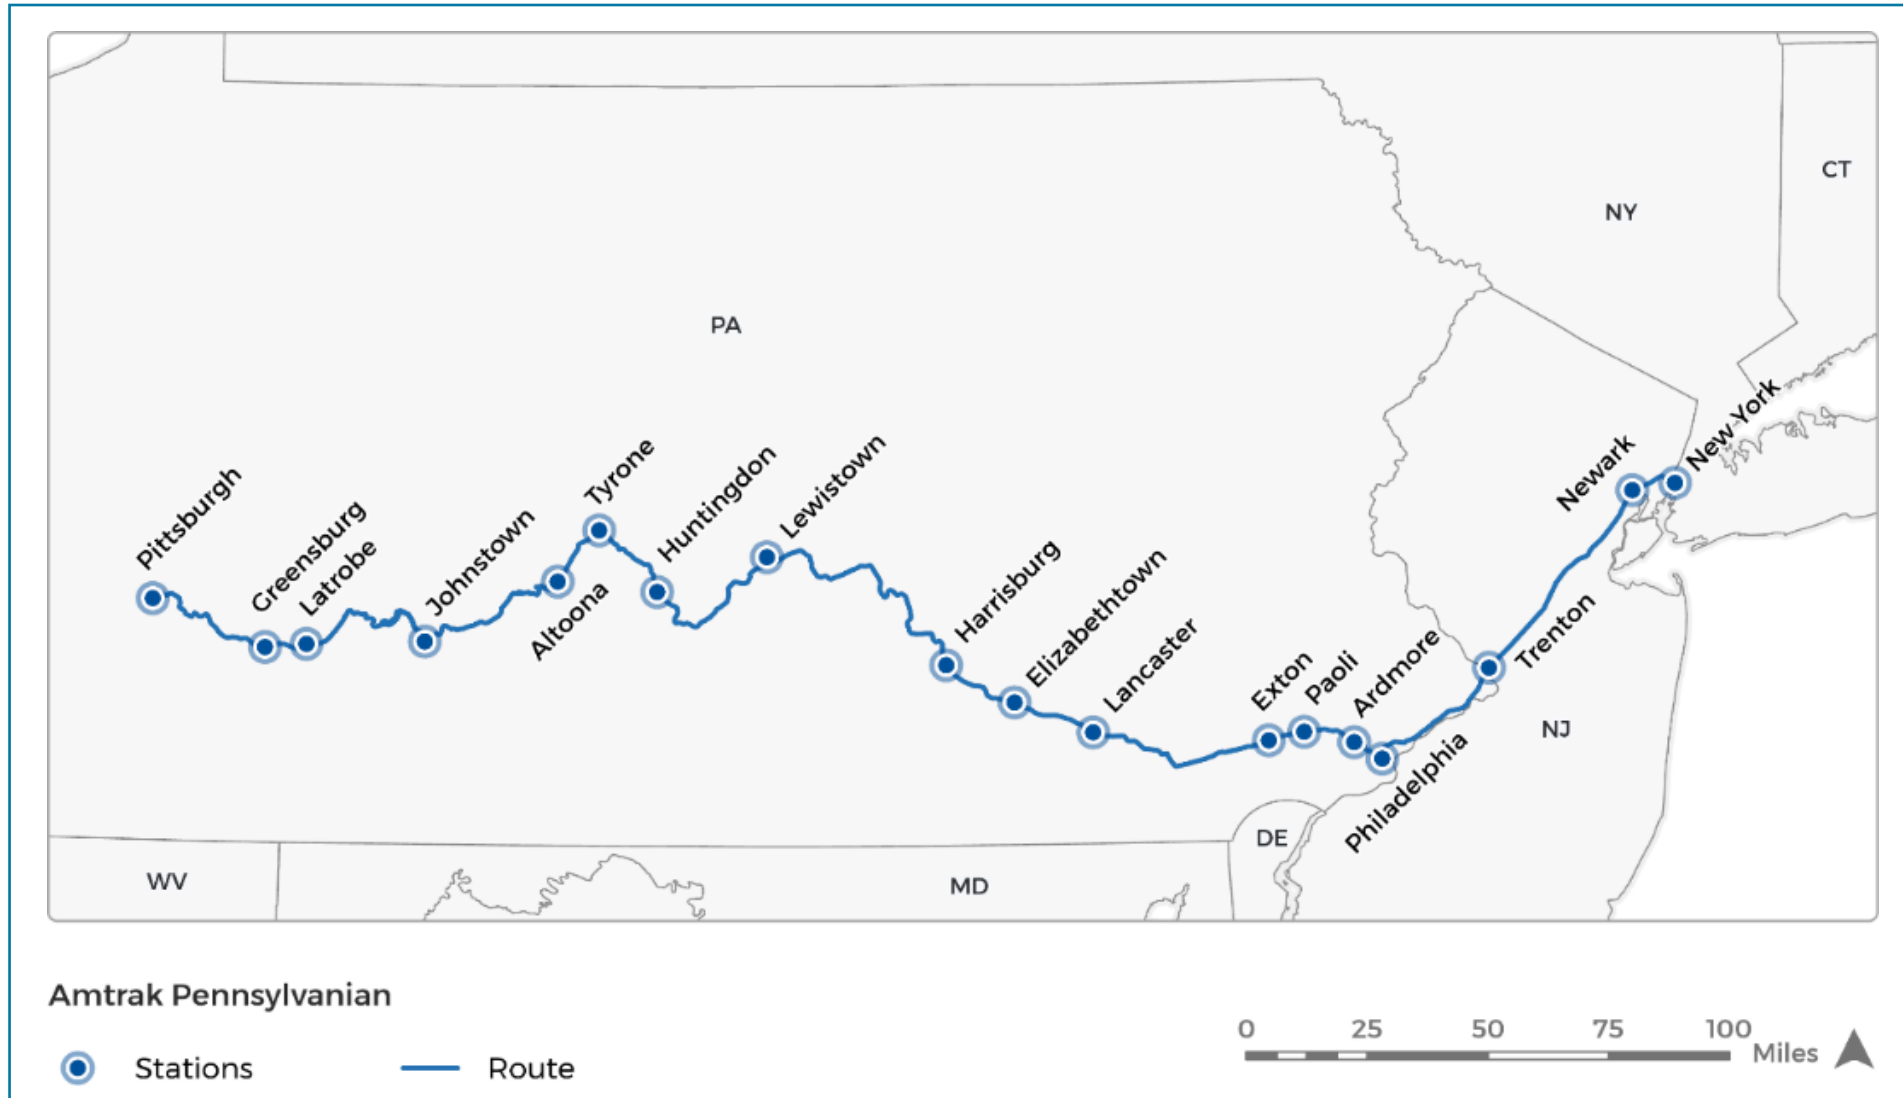 CT
NY
PA
New York
Newark
Tyrone
Lewistown
Huntingdon
Pittsburgh
Greensburg
Latrobe
Johnstown
Altoona
Harrisburg
Elizabethtown
Lancaster
Exton
Paoli
Ardmore
Trenton
Philadelphia
NJ
DE
WV
MD
Amtrak Pennsylvanian
Stations
Route
0 25 50 75 100
Miles